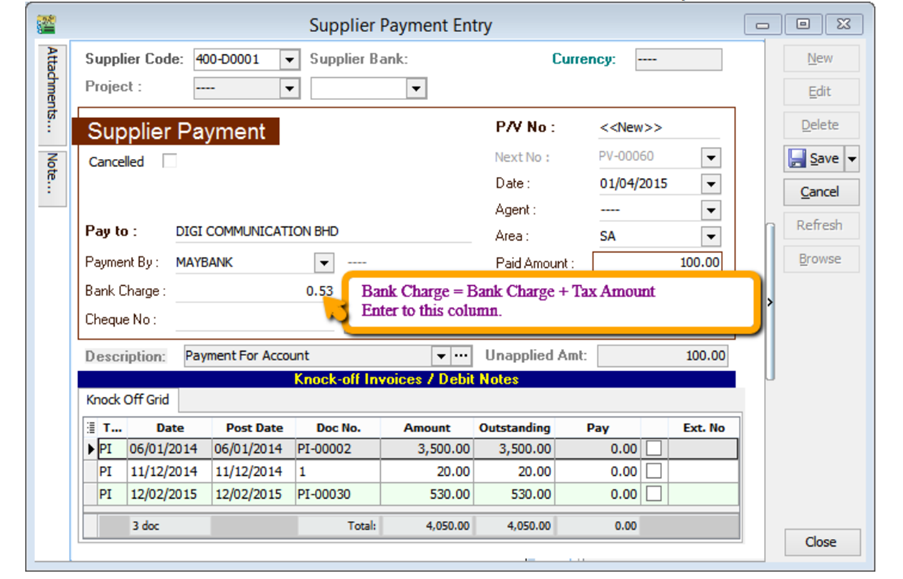 Supplier Payment Entry
Attachments...
Note...
Supplier Code: 400-D0001 Supplier Bank: Currency: ----
Project : ----
Supplier Payment
Cancelled
P/V No : <<New>>
Next No : PV-00060
Date : 01/04/2015
Agent : ----
Pay to : DIGI COMMUNICATION BHD
Area : SA
Payment By : MAYBANK ----
Paid Amount : 100.00
Bank Charge : 0.53
Bank Charge = Bank Charge + Tax Amount
Enter to this column.
Cheque No :
Description: Payment For Account ... Unapplied Amt: 100.00
Knock-off Invoices / Debit Notes
Knock Off Grid
T... Date Post Date Doc No. Amount Outstanding Pay Ext. No
PI 06/01/2014 06/01/2014 PI-00002 3,500.00 3,500.00 0.00
PI 11/12/2014 11/12/2014 1 20.00 20.00 0.00
PI 12/02/2015 12/02/2015 PI-00030 530.00 530.00 0.00
3 doc Total: 4,050.00 4,050.00 0.00
New
Edit
Delete
Save
Cancel
Refresh
Browse
Close